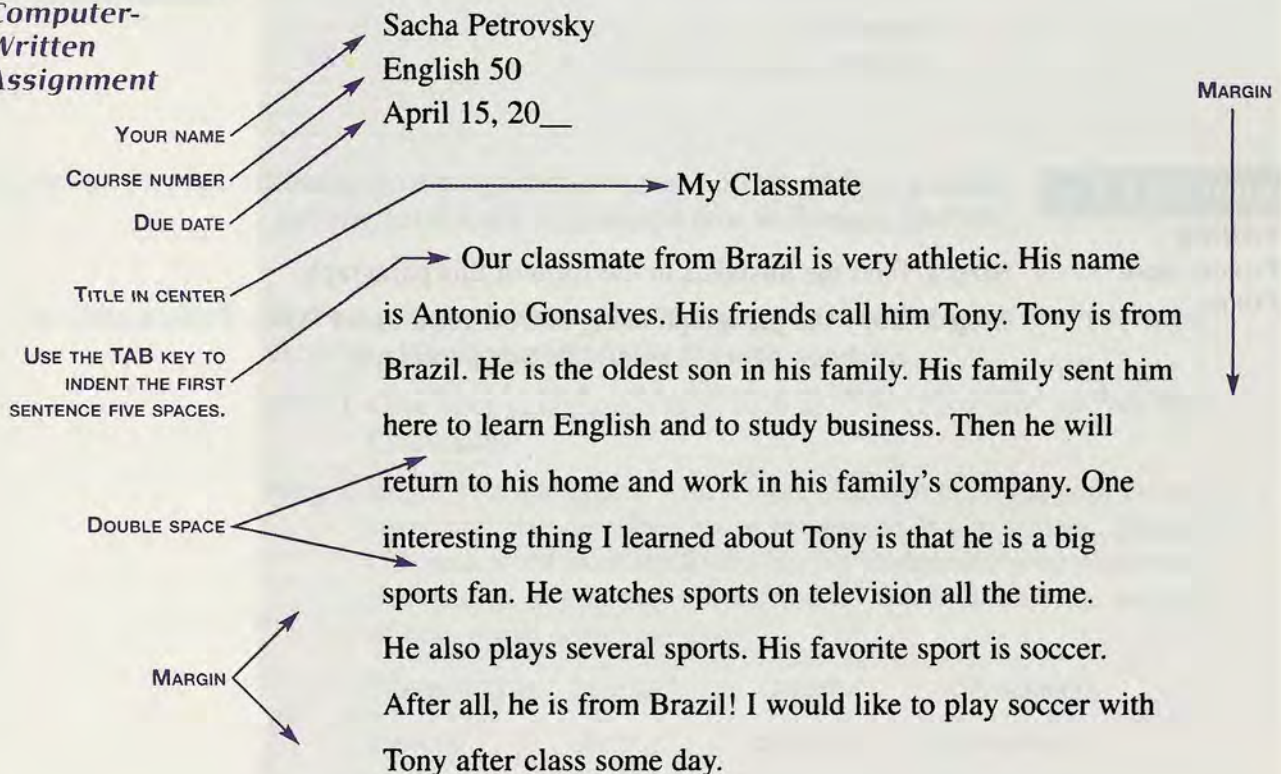 Computer-
Written
Assignment
Sacha Petrovsky
English 50
April 15, 20__
YOUR NAME
COURSE NUMBER
DUE DATE
MARGIN
My Classmate
TITLE IN CENTER
USE THE TAB KEY TO
INDENT THE FIRST
SENTENCE FIVE SPACES.
Our classmate from Brazil is very athletic. His name
is Antonio Gonsalves. His friends call him Tony. Tony is from
Brazil. He is the oldest son in his family. His family sent him
here to learn English and to study business. Then he will
return to his home and work in his family's company. One
interesting thing I learned about Tony is that he is a big
sports fan. He watches sports on television all the time.
He also plays several sports. His favorite sport is soccer.
After all, he is from Brazil! I would like to play soccer with
Tony after class some day.
DOUBLE SPACE
MARGIN